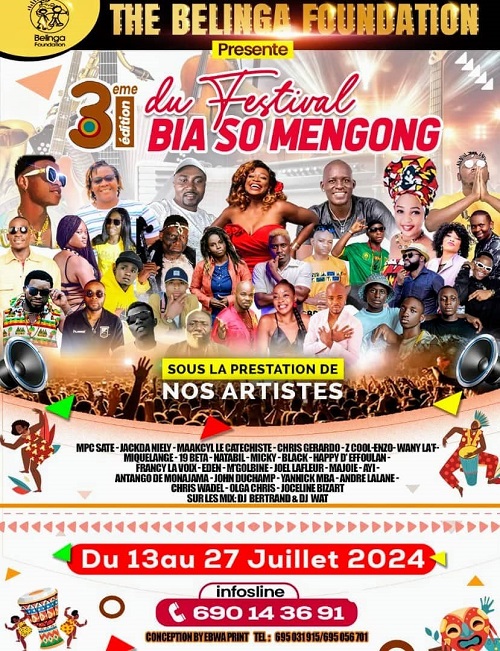 THE BELINGA FOUNDATION
Belinga
Foundation
Presente
3 eme
édition
du Festival
BIA SO MENGONG
SOUS LA PRESTATION DE
NOS ARTISTES
MPC SATE - JACKDA NIELY - MAAKCYL LE CATECHISTE - CHRIS GERARDO - Z COOL-ENZO- WANY LA'T-
MIQUELANGE - 19 BETA - NATABIL - MICKY - BLACK - HAPPY D' EFFOULAN -
FRANCY LA VOIX - EDEN - M'GOLBINE - JOEL LAFLEUR - MAJOIE - AYI -
ANTANGO DE MONAJAMA - JOHN DUCHAMP - YANNICK MBA - ANDRE LALANE -
CHRIS WADEL - OLGA CHRIS - JOCELINE BIZART
SUR LES MIX: DJ BERTRAND & DJ WAT
Du 13au 27 Juillet 2024
infosline
690 14 36 91
CONCEPTION BY EBWA PRINT TEL : 695 031 915/695 056 701